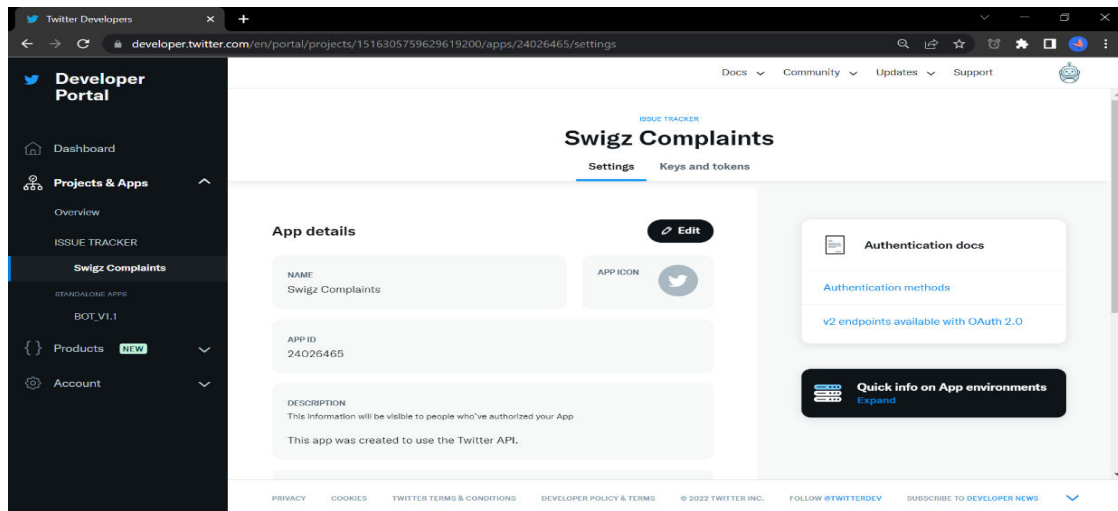 Twitter Developers
developer.twitter.com/en/portal/projects/1516305759629619200/apps/24026465/settings
Developer
Portal
Docs
Community
Updates
Support
Dashboard
Projects & Apps
Overview
ISSUE TRACKER
Swigz Complaints
STANDALONE APPS
BOT_V1.1
Products NEW
Account
ISSUE TRACKER
Swigz Complaints
Settings
Keys and tokens
App details
Edit
NAME
Swigz Complaints
APP ICON
APP ID
24026465
DESCRIPTION
This information will be visible to people who've authorized your App
This app was created to use the Twitter API.
Authentication docs
Authentication methods
v2 endpoints available with OAuth 2.0
Quick info on App environments
Expand
PRIVACY
COOKIES
TWITTER TERMS & CONDITIONS
DEVELOPER POLICY & TERMS
© 2022 TWITTER INC.
FOLLOW @TWITTERDEV
SUBSCRIBE TO DEVELOPER NEWS